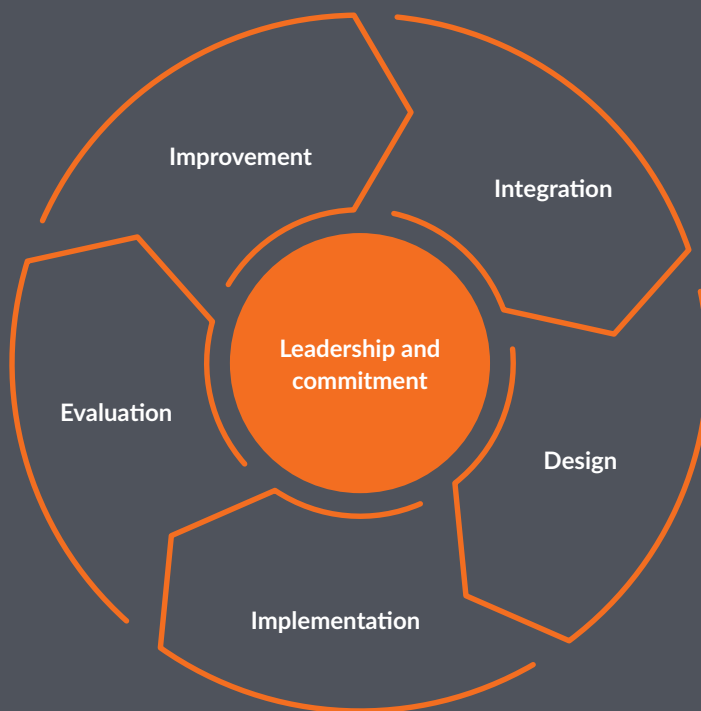 Improvement
Integration
Leadership and
commitment
Evaluation
Design
Implementation